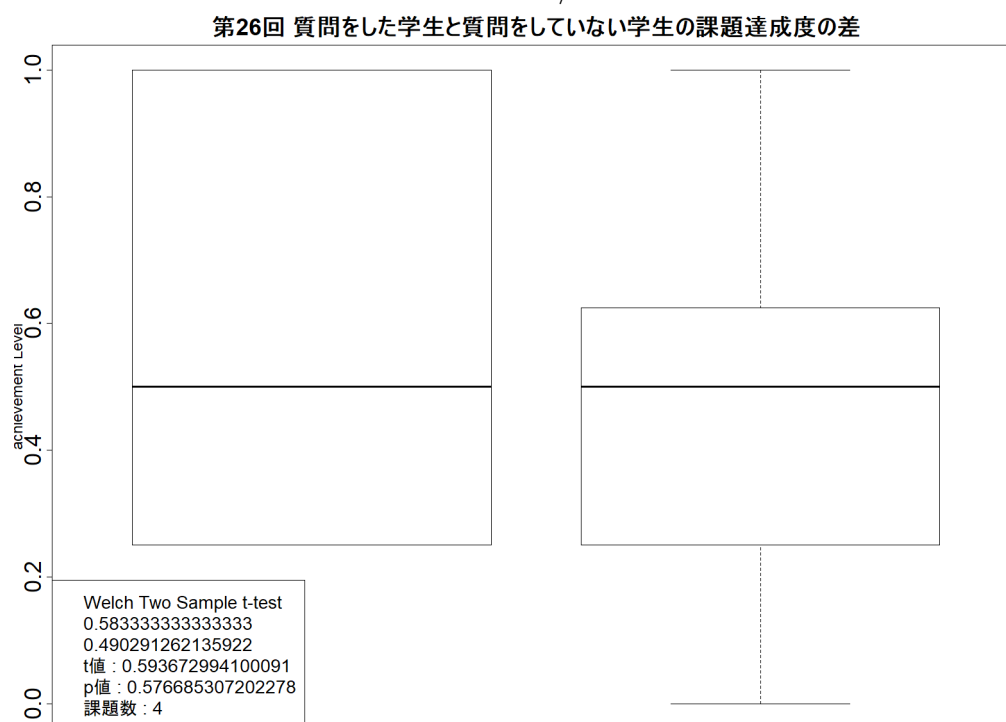 第26回 質問をした学生と質問をしていない学生の課題達成度の差
1.0
0.8
0.6
0.4
0.2
0.0
achievement Level
Welch Two Sample t-test
0.583333333333333
0.490291262135922
t値 : 0.593672994100091
p値 : 0.576685307202278
課題数 : 4